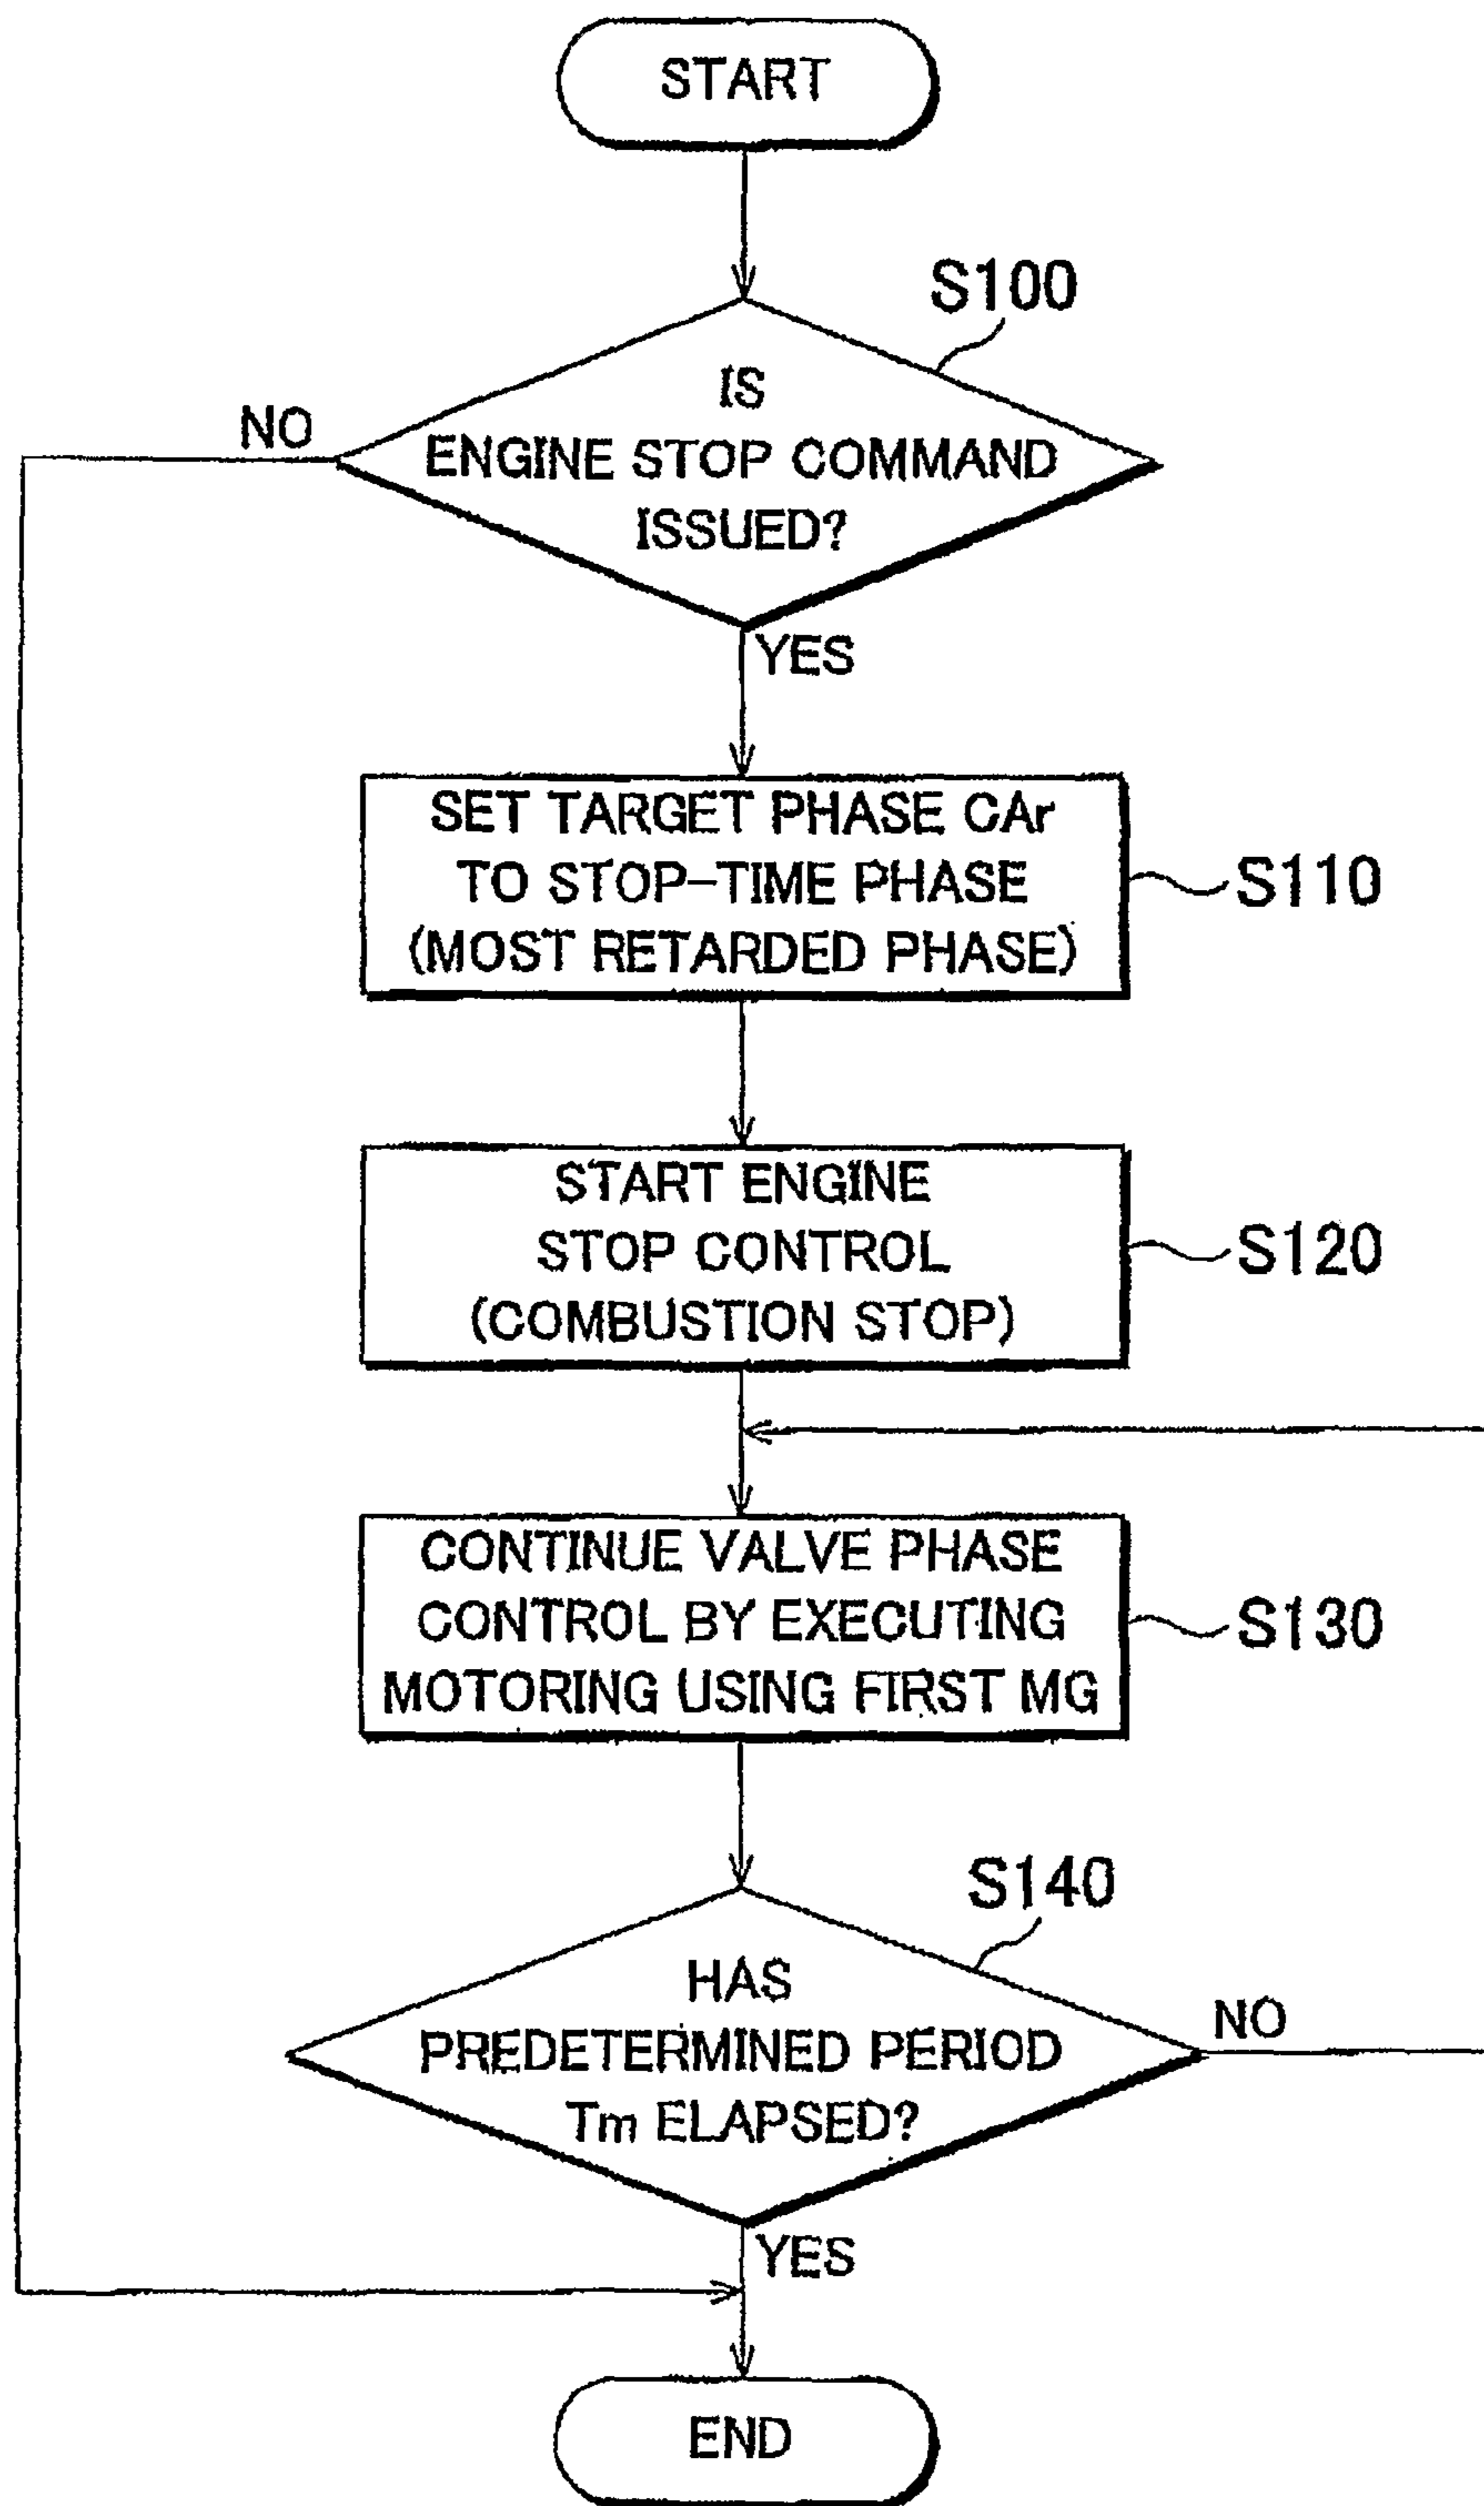 START
S100
IS
ENGINE STOP COMMAND
ISSUED?
NO
YES
SET TARGET PHASE CAr
TO STOP-TIME PHASE
(MOST RETARDED PHASE)
S110
START ENGINE
STOP CONTROL
(COMBUSTION STOP)
S120
CONTINUE VALVE PHASE
CONTROL BY EXECUTING
MOTORING USING FIRST MG
S130
S140
HAS
PREDETERMINED PERIOD
Tm ELAPSED?
NO
YES
END